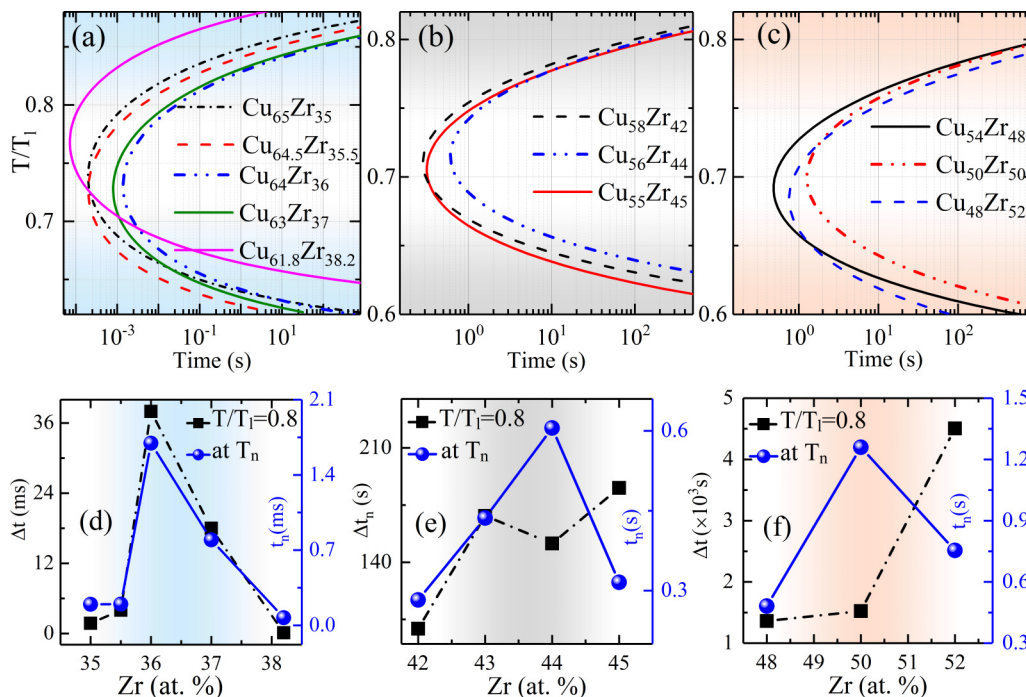 (a)
T/T_l
0.8
0.7
Cu65Zr35
Cu64.5Zr35.5
Cu64Zr36
Cu63Zr37
Cu61.8Zr38.2
10^-3 10^-1 10^1
Time (s)
(b)
0.8
0.7
0.6
Cu58Zr42
Cu56Zr44
Cu55Zr45
10^0 10^1 10^2
Time (s)
(c)
0.8
0.7
0.6
Cu54Zr48
Cu50Zr50
Cu48Zr52
10^0 10^1 10^2
Time (s)
(d)
Δt (ms)
36
24
12
0
T/T_l=0.8
at T_n
2.1
1.4
0.7
0.0
t_n(ms)
35 36 37 38
Zr (at. %)
(e)
Δt_n (s)
210
140
T/T_l=0.8
at T_n
0.6
0.3
t_n(s)
42 43 44 45
Zr (at. %)
(f)
Δt (×10^3s)
5
4
3
2
1
T/T_l=0.8
at T_n
1.5
1.2
0.9
0.6
0.3
t_n(s)
48 49 50 51 52
Zr (at. %)